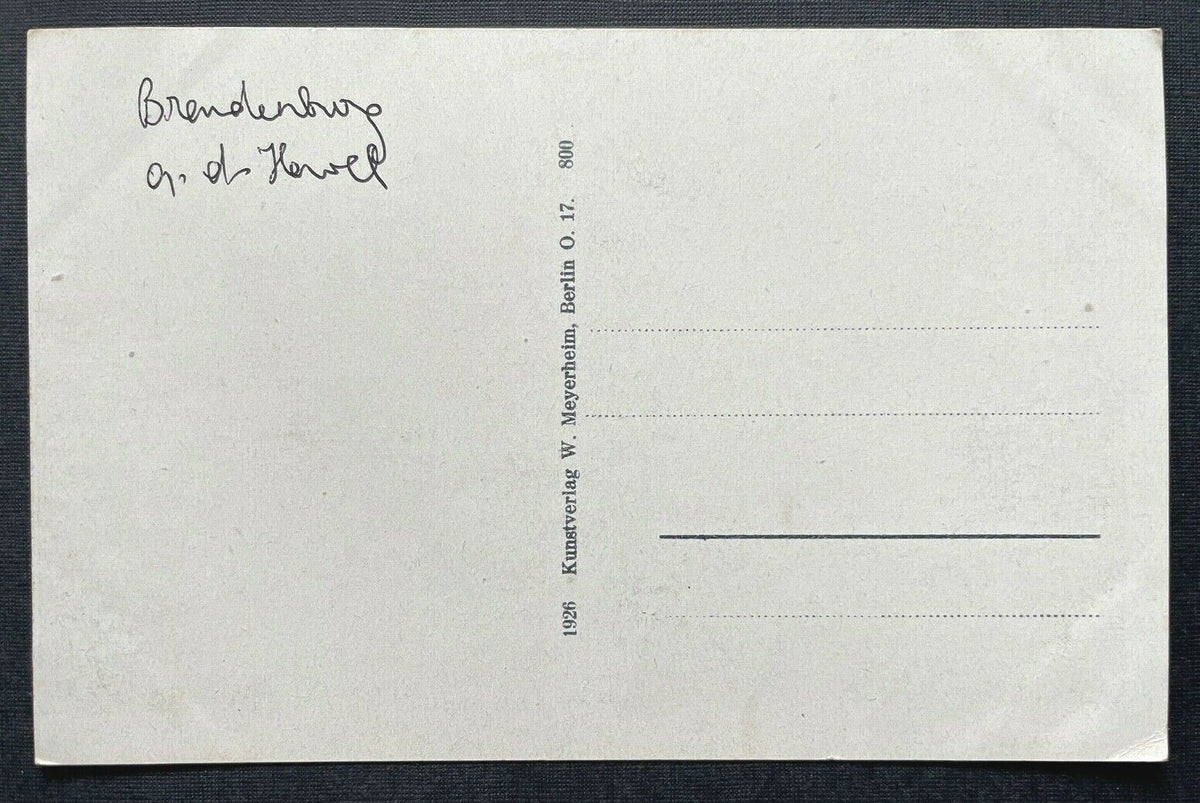 Brandenburg
a. d. Havel
1926 Kunstverlag W. Meyerheim, Berlin O. 17. 800